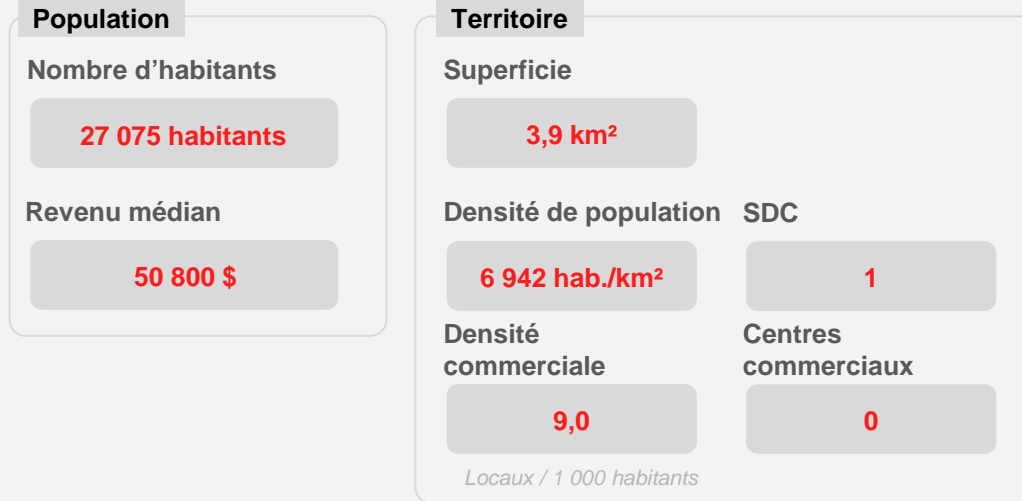 Population
Nombre d'habitants
27 075 habitants
Revenu médian
50 800 $
Territoire
Superficie
3,9 km²
Densité de population
6 942 hab./km²
SDC
1
Densité
commerciale
9,0
Locaux / 1 000 habitants
Centres
commerciaux
0